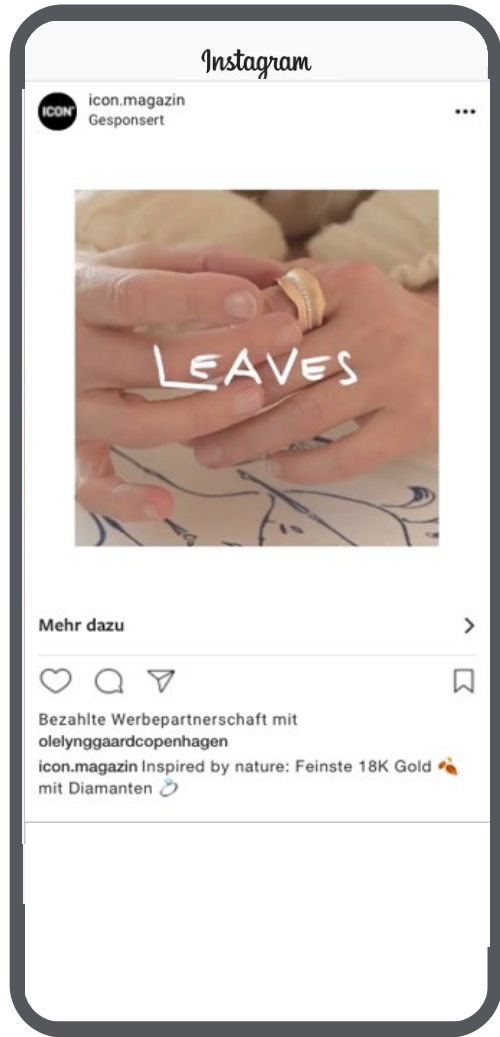 Instagram
ICON
icon.magazin
Gesponsert
LEAVES
Mehr dazu
Bezahlte Werbepartnerschaft mit
olelynggaardcopenhagen
icon.magazin Inspired by nature: Feinste 18K Gold 🍂
mit Diamanten 💍